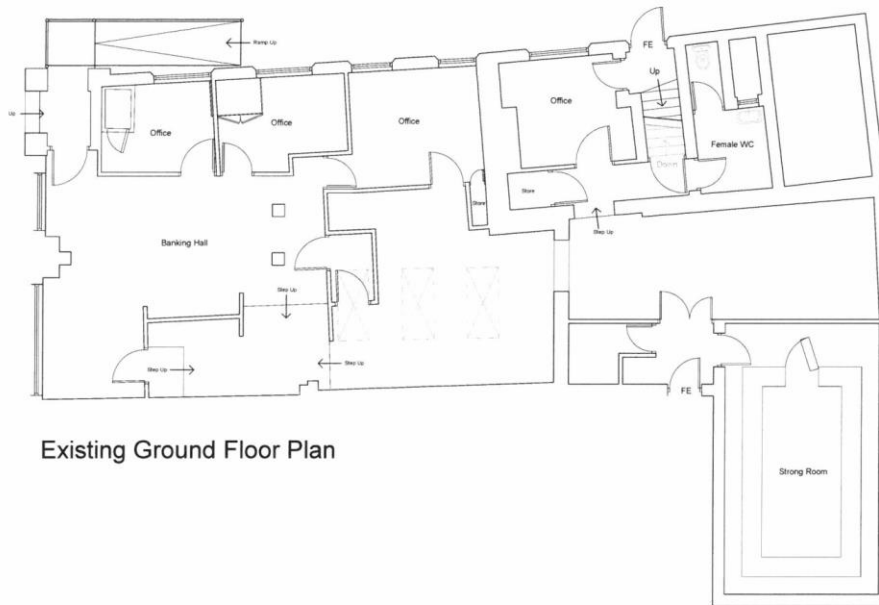 Ramp Up
FE
Up
Up
Office
Office
Office
Office
Female WC
Down
Store
Store
Step Up
Banking Hall
Step Up
Step Up
Step Up
FE
Existing Ground Floor Plan
Strong Room